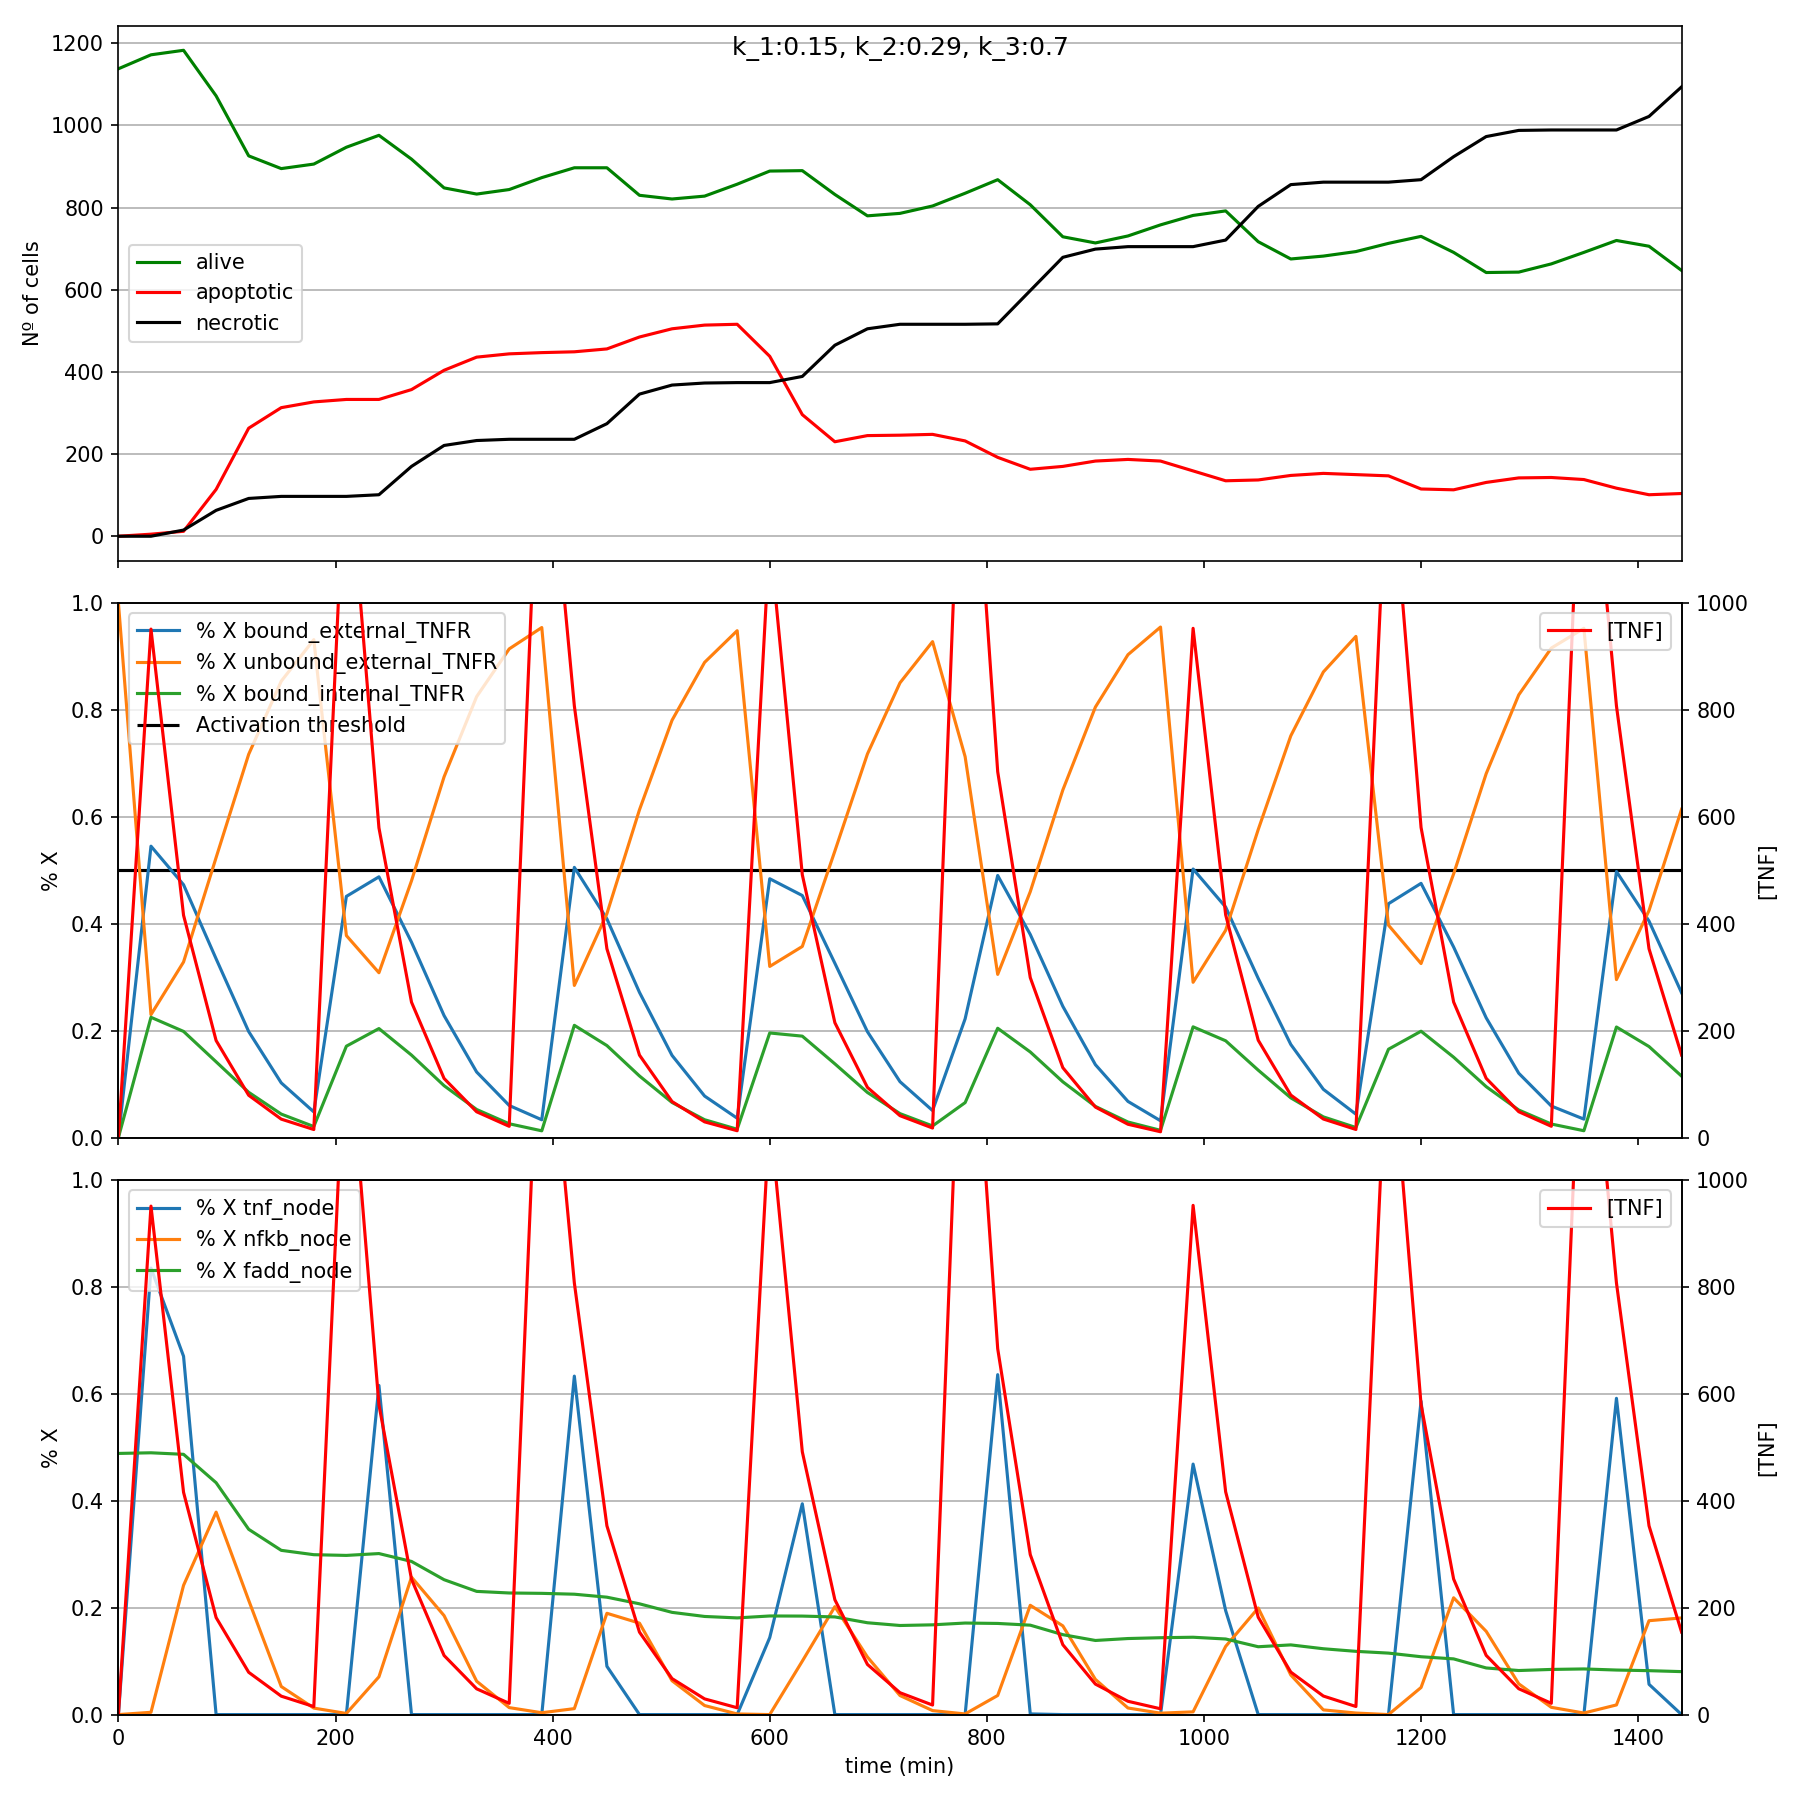 k_1:0.15, k_2:0.29, k_3:0.7
1200
1000
800
600
400
200
0
Nº of cells
alive
apoptotic
necrotic
1.0
0.8
0.6
0.4
0.2
0.0
% X
% X bound_external_TNFR
% X unbound_external_TNFR
% X bound_internal_TNFR
Activation threshold
[TNF]
1000
800
600
400
200
0
[TNF]
1.0
0.8
0.6
0.4
0.2
0.0
% X
% X tnf_node
% X nfkb_node
% X fadd_node
[TNF]
1000
800
600
400
200
0
[TNF]
0 200 400 600 800 1000 1200 1400
time (min)